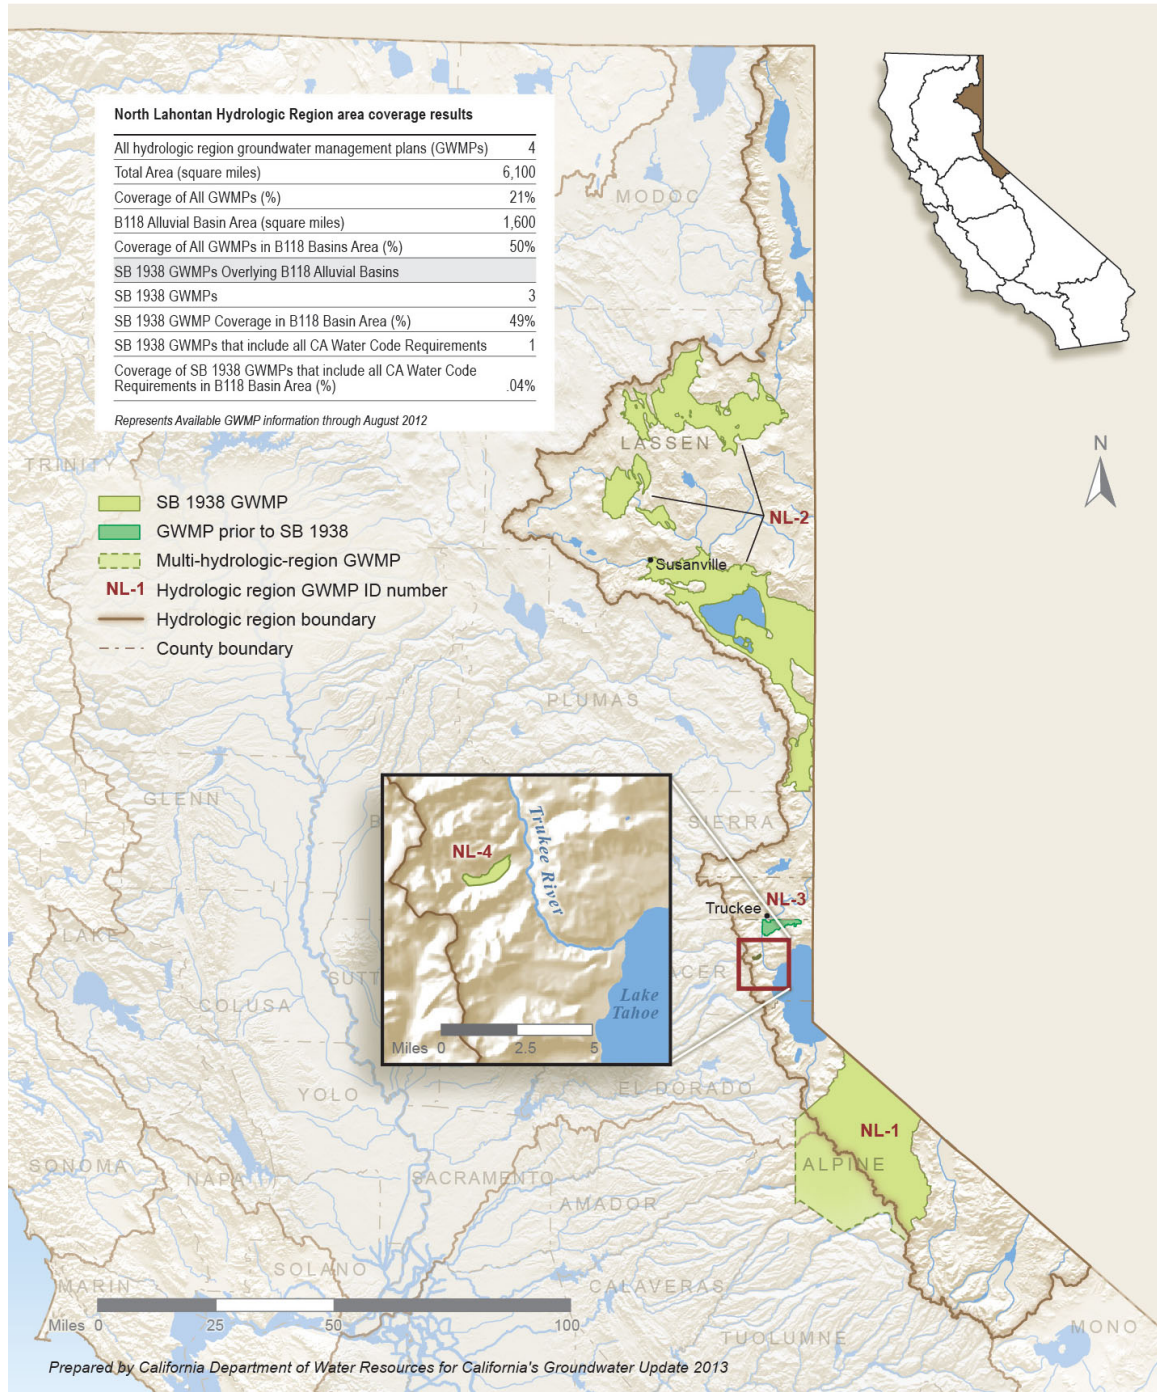 North Lahontan Hydrologic Region area coverage results
All hydrologic region groundwater management plans (GWMPs) 4
Total Area (square miles) 6,100
Coverage of All GWMPs (%) 21%
B118 Alluvial Basin Area (square miles) 1,600
Coverage of All GWMPs in B118 Basins Area (%) 50%
SB 1938 GWMPs Overlying B118 Alluvial Basins
SB 1938 GWMPs 3
SB 1938 GWMP Coverage in B118 Basin Area (%) 49%
SB 1938 GWMPs that include all CA Water Code Requirements 1
Coverage of SB 1938 GWMPs that include all CA Water Code
Requirements in B118 Basin Area (%) .04%
Represents Available GWMP information through August 2012
MODOC
LASSEN
TRINITY
N
SB 1938 GWMP
GWMP prior to SB 1938
Multi-hydrologic-region GWMP
NL-1 Hydrologic region GWMP ID number
Hydrologic region boundary
County boundary
NL-2
Susanville
PLUMAS
GLENN
SIERRA
NL-4
Trukee River
Lake
Tahoe
Miles 0 2.5 5
NL-3
Truckee
LAKE
SUTT
ACER
COLUSA
YOLO
EL DORADO
NL-1
ALPINE
SONOMA
NAPA
SACRAMENTO
AMADOR
SOLANO
MARIN
CALAVERAS
TUOLUMNE
MONO
Miles 0 25 50 100
Prepared by California Department of Water Resources for California's Groundwater Update 2013